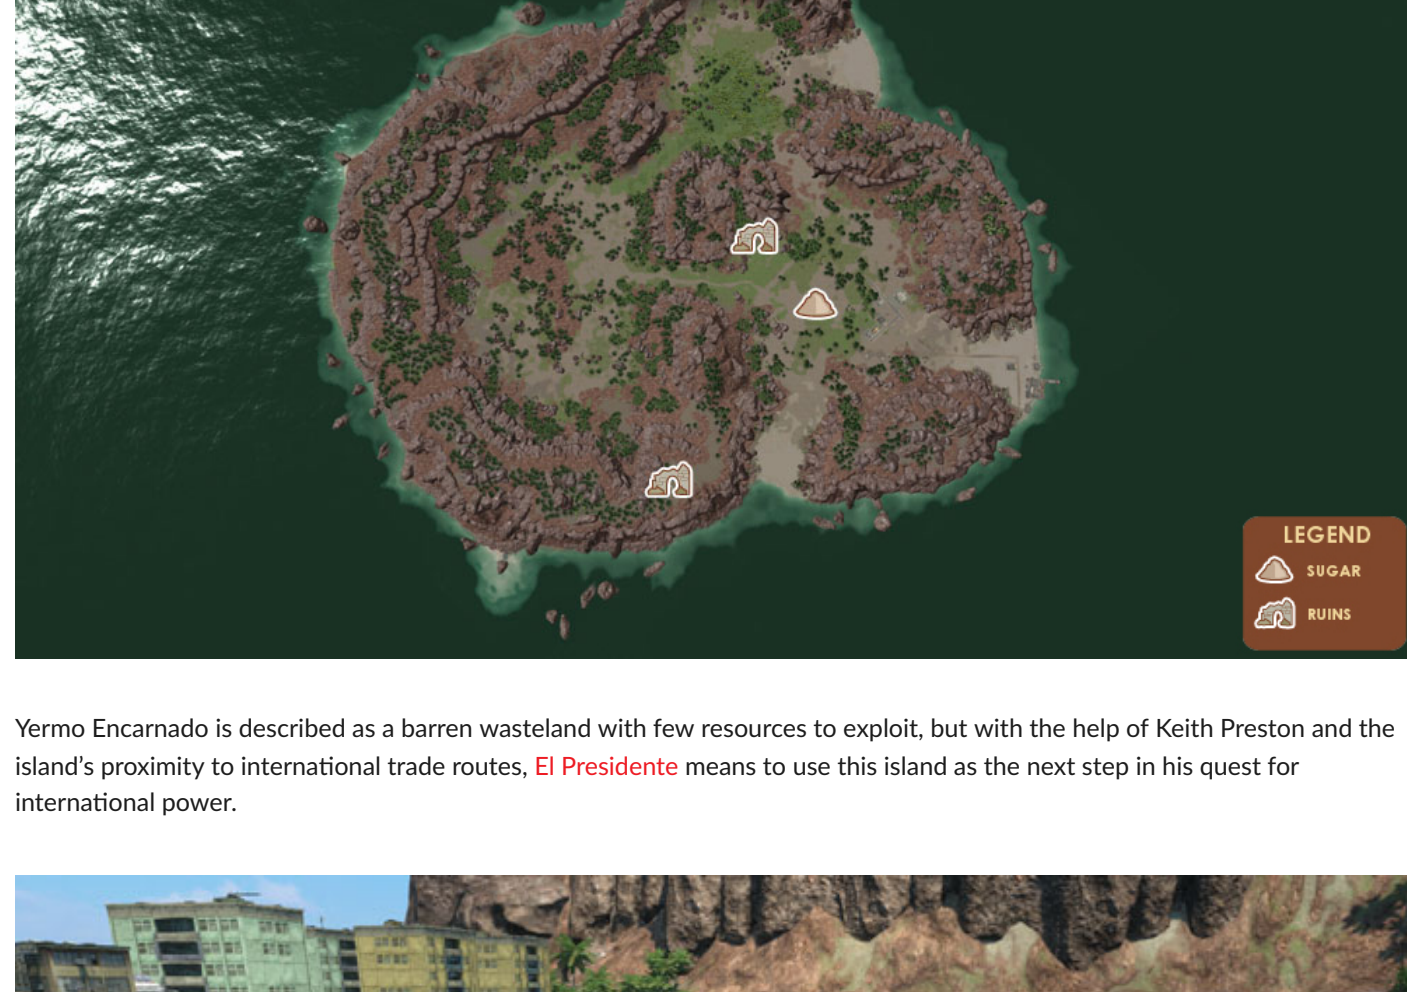 LEGEND
SUGAR
RUINS
Yermo Encarnado is described as a barren wasteland with few resources to exploit, but with the help of Keith Preston and the
island’s proximity to international trade routes, El Presidente means to use this island as the next step in his quest for
international power.